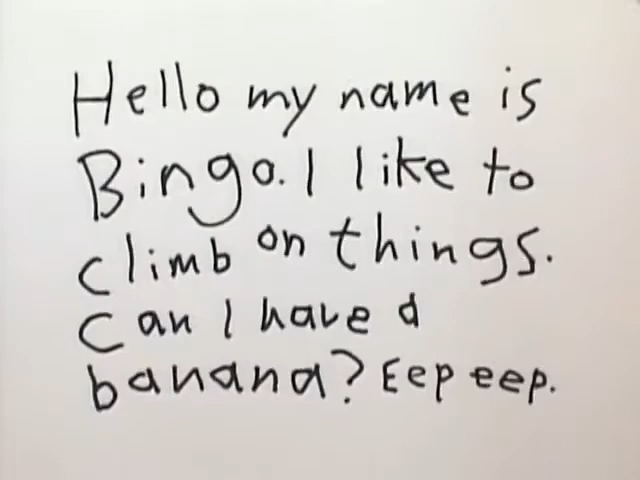 Hello my name is
Bingo. I like to
climb on things.
Can I have a
banana? Eep eep.